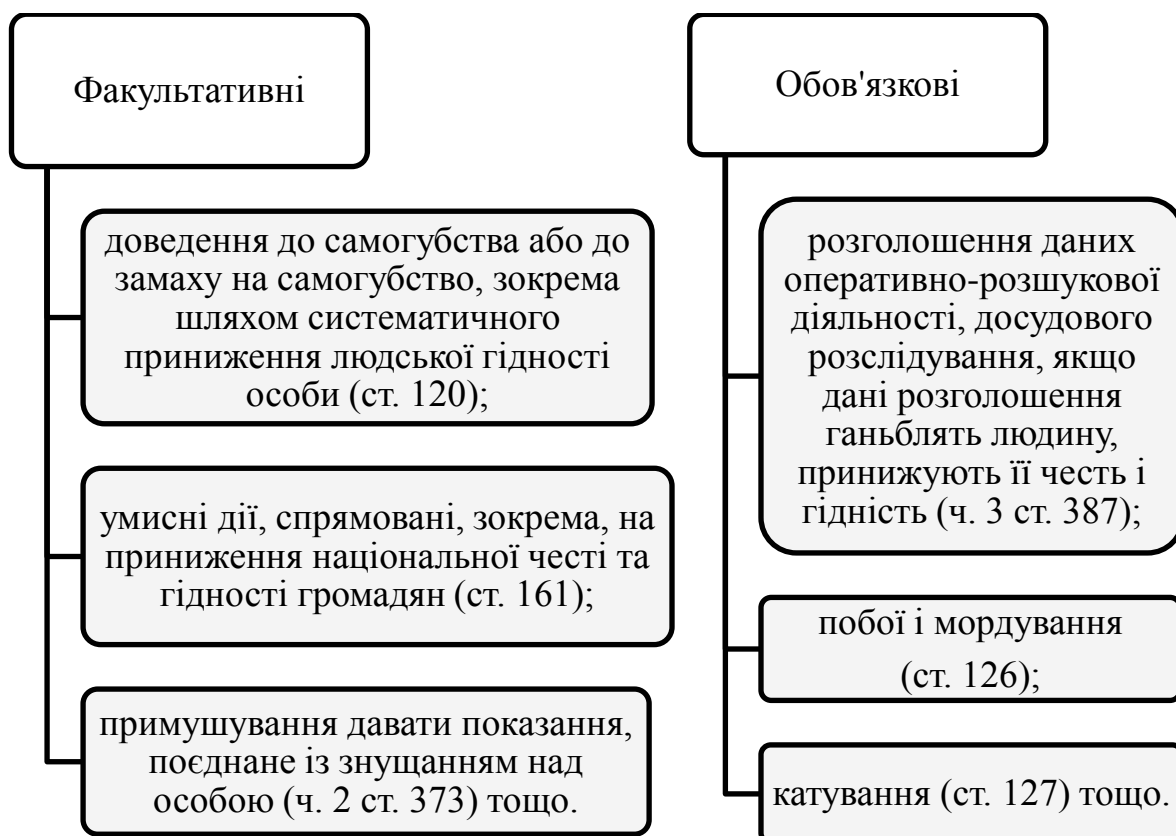 Факультативні
доведення до самогубства або до
замаху на самогубство, зокрема
шляхом систематичного
приниження людської гідності
особи (ст. 120);
умисні дії, спрямовані, зокрема, на
приниження національної честі та
гідності громадян (ст. 161);
примушування давати показання,
поєднане із знущанням над
особою (ч. 2 ст. 373) тощо.
Обов'язкові
розголошення даних
оперативно-розшукової
діяльності, досудового
розслідування, якщо
дані розголошення
ганьблять людину,
принижують її честь і
гідність (ч. 3 ст. 387);
побої і мордування
(ст. 126);
катування (ст. 127) тощо.